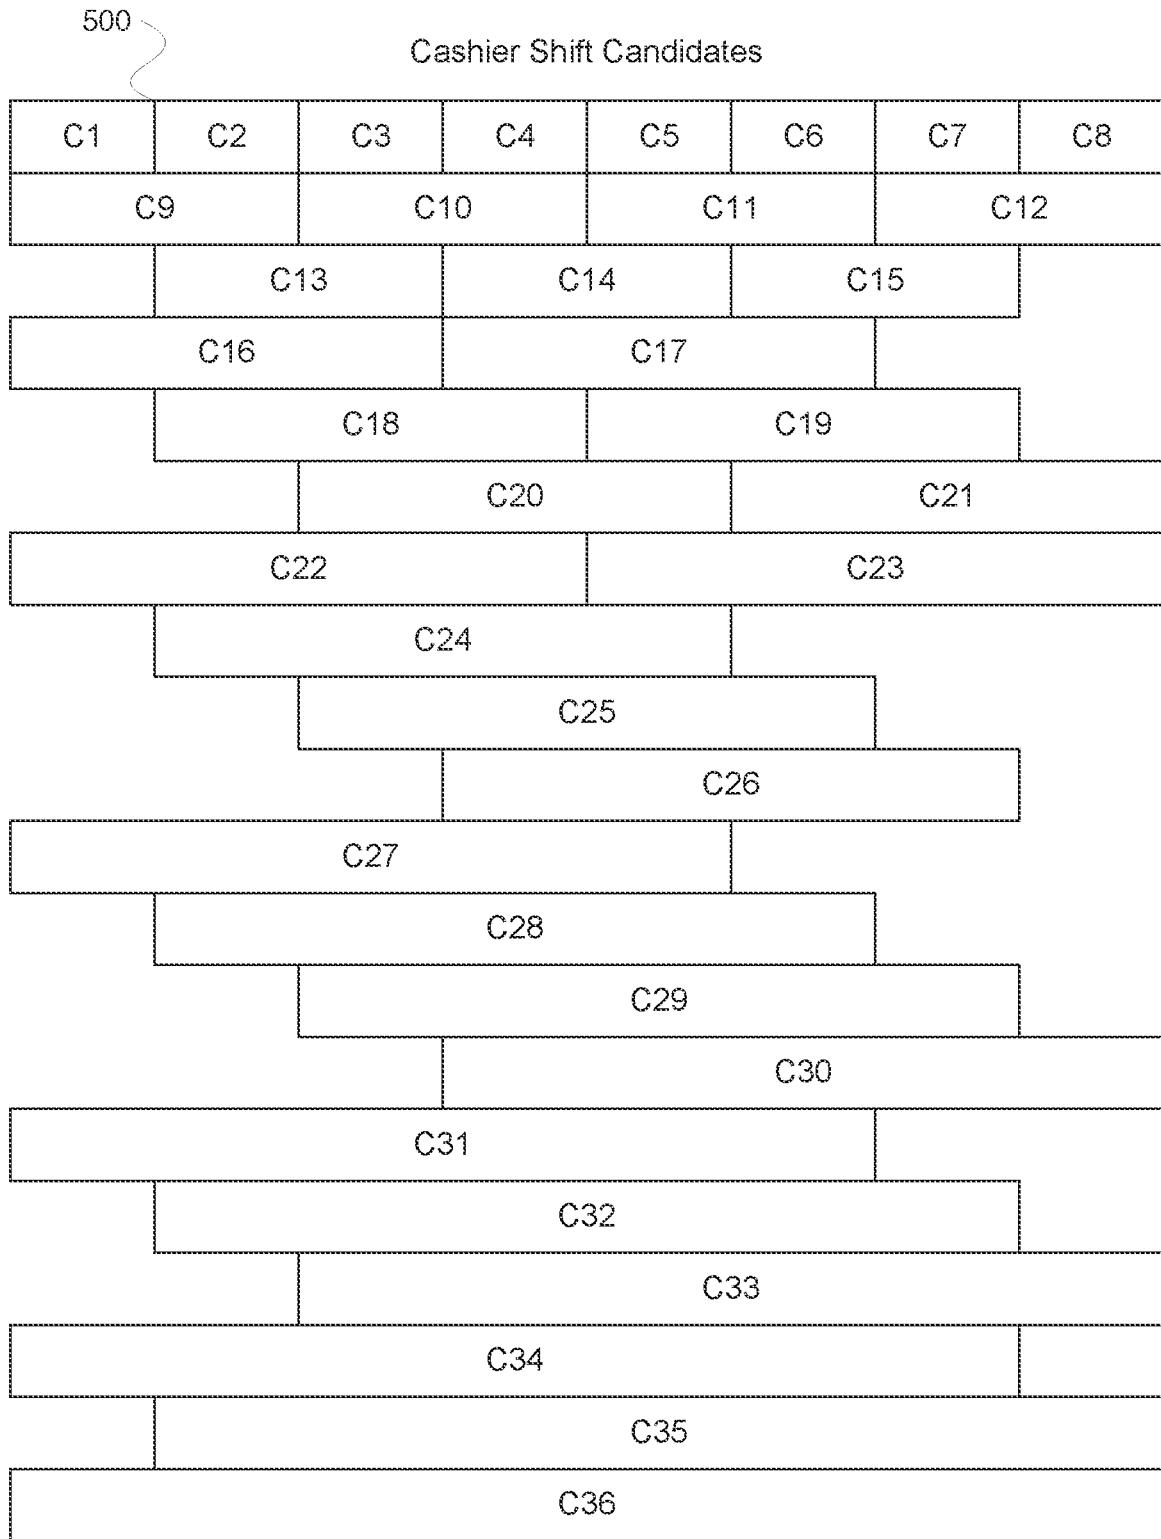 500
Cashier Shift Candidates
C1 C2 C3 C4 C5 C6 C7 C8
C9 C10 C11 C12
C13 C14 C15
C16 C17
C18 C19
C20 C21
C22 C23
C24
C25
C26
C27
C28
C29
C30
C31
C32
C33
C34
C35
C36